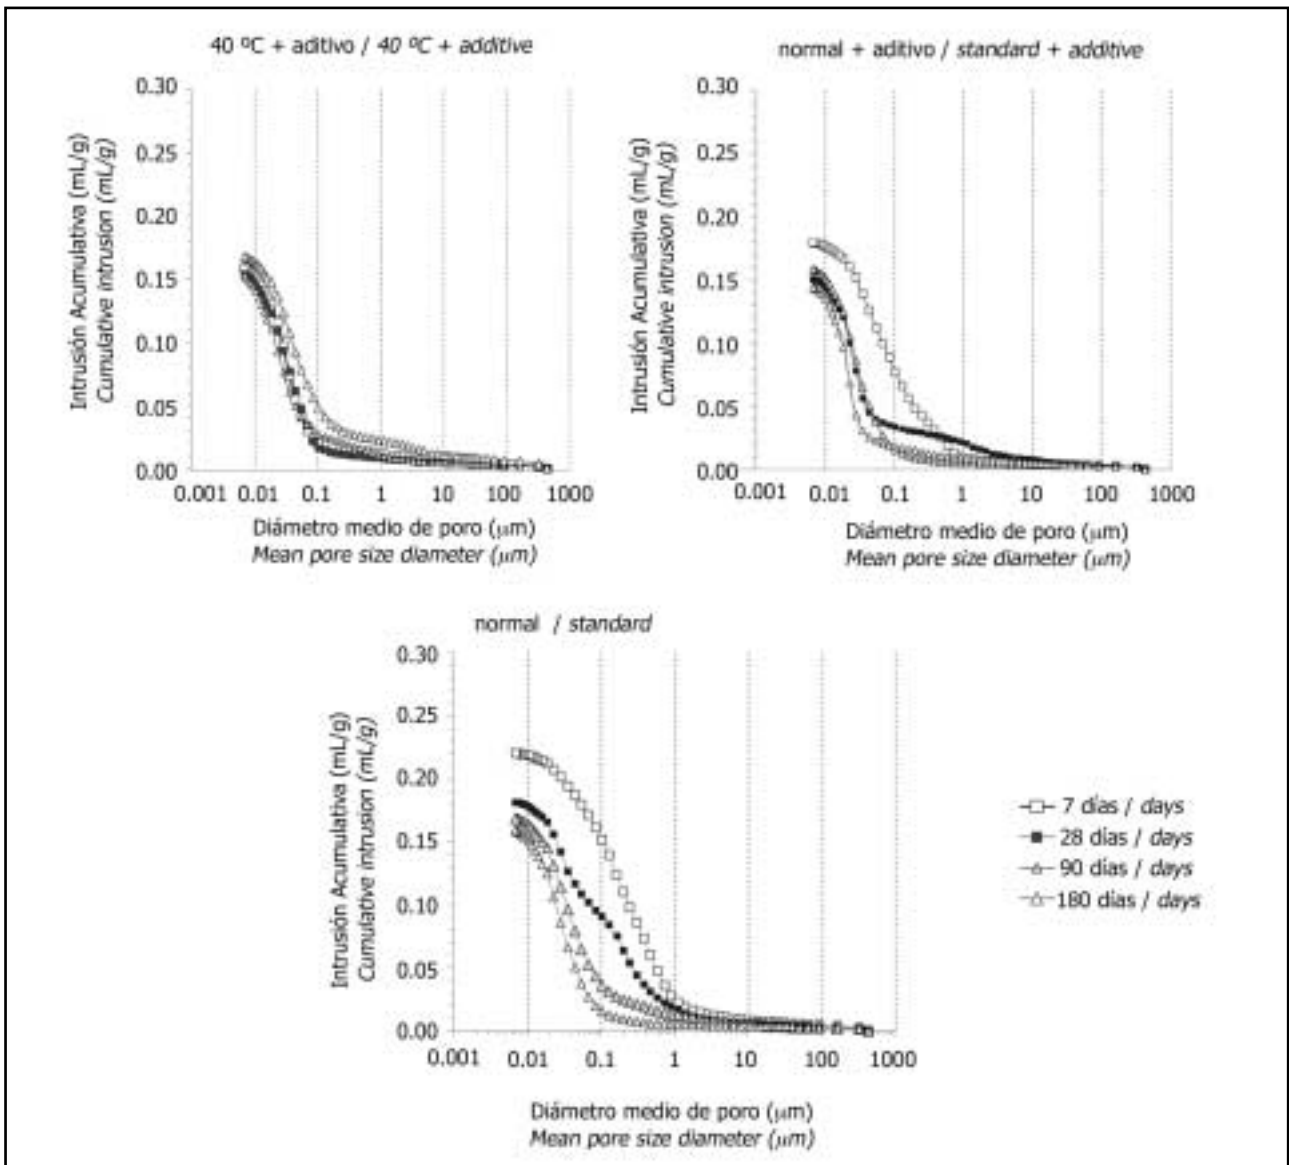 40 ºC + aditivo / 40 ºC + additive
Intrusión Acumulativa (mL/g)
Cumulative intrusion (mL/g)
0.30
0.25
0.20
0.15
0.10
0.05
0.00
0.001 0.01 0.1 1 10 100 1000
Diámetro medio de poro (µm)
Mean pore size diameter (µm)
normal + aditivo / standard + additive
Intrusión Acumulativa (mL/g)
Cumulative intrusion (mL/g)
0.30
0.25
0.20
0.15
0.10
0.05
0.00
0.001 0.01 0.1 1 10 100 1000
Diámetro medio de poro (µm)
Mean pore size diameter (µm)
normal / standard
Intrusión Acumulativa (mL/g)
Cumulative intrusion (mL/g)
0.30
0.25
0.20
0.15
0.10
0.05
0.00
0.001 0.01 0.1 1 10 100 1000
Diámetro medio de poro (µm)
Mean pore size diameter (µm)
7 días / days
28 días / days
90 días / days
180 días / days